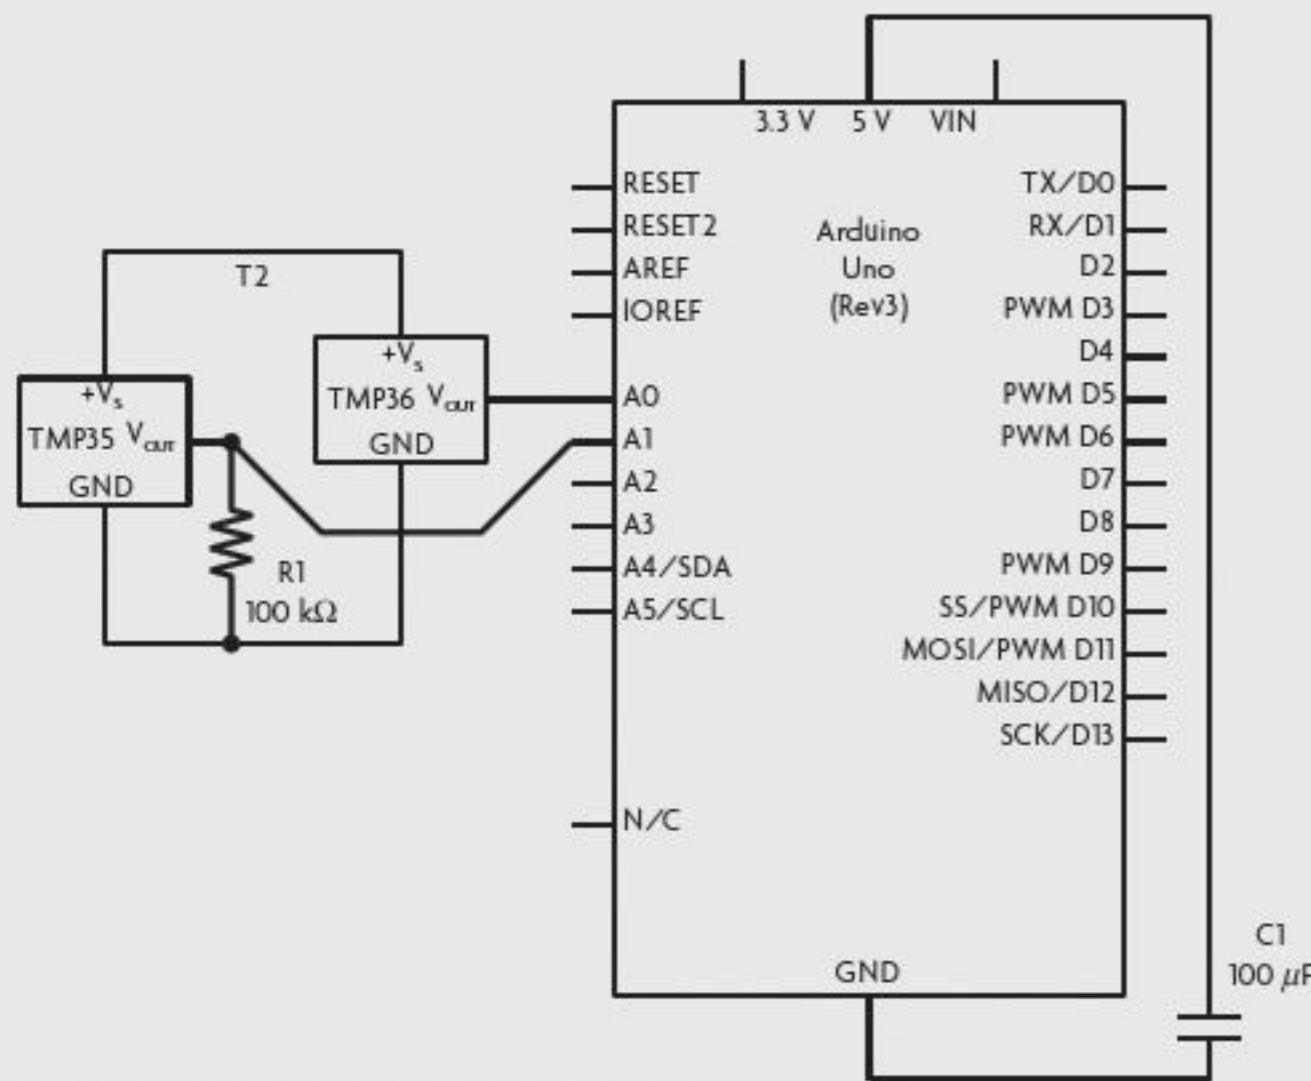 3.3 V 5 V VIN
RESET
RESET2
AREF
IOREF
A0
A1
A2
A3
A4/SDA
A5/SCL
N/C
Arduino
Uno
(Rev3)
TX/D0
RX/D1
D2
PWM D3
D4
PWM D5
PWM D6
D7
D8
PWM D9
SS/PWM D10
MOSI/PWM D11
MISO/D12
SCK/D13
GND
T2
+Vs
TMP36 VOUT
GND
+Vs
TMP35 VOUT
GND
R1
100 kΩ
C1
100 μF